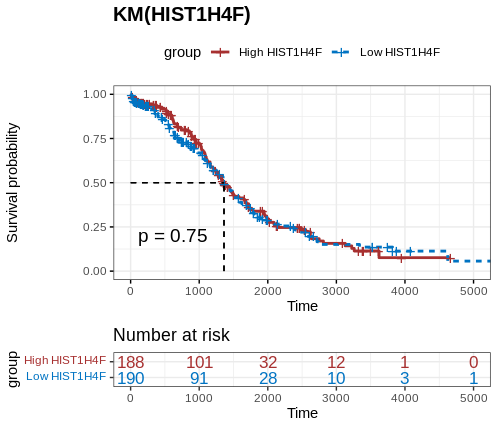 KM(HIST1H4F)
group High HIST1H4F Low HIST1H4F
Survival probability
1.00
0.75
0.50
0.25
0.00
p = 0.75
0 1000 2000 3000 4000 5000
Time
Number at risk
group
High HIST1H4F 188 101 32 12 1 0
Low HIST1H4F 190 91 28 10 3 1
0 1000 2000 3000 4000 5000
Time